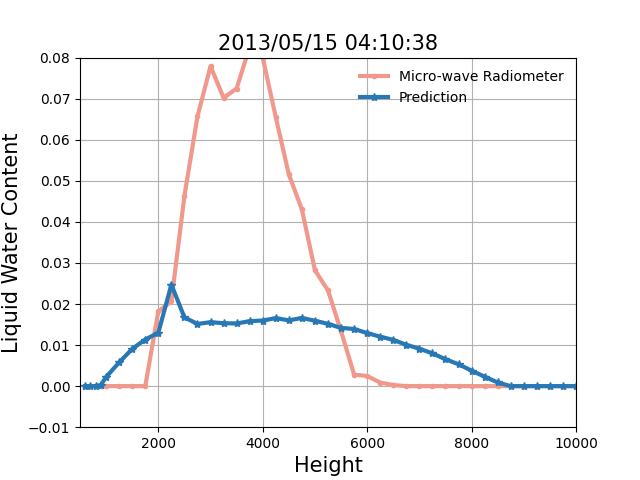 2013/05/15 04:10:38
Micro-wave Radiometer
Prediction
Liquid Water Content
0.08
0.07
0.06
0.05
0.04
0.03
0.02
0.01
0.00
−0.01
2000 4000 6000 8000 10000
Height